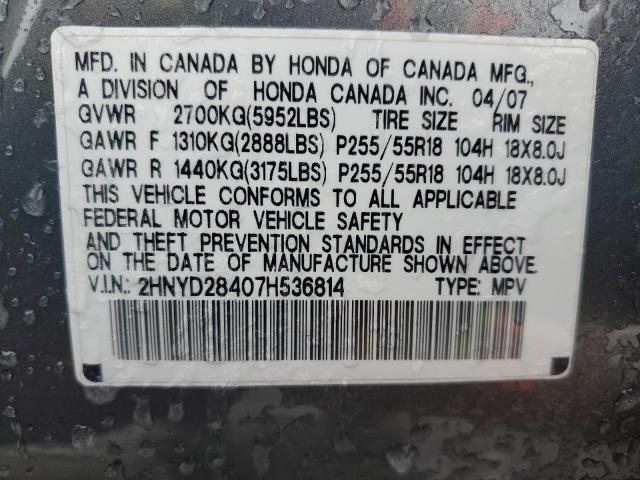 MFD. IN CANADA BY HONDA OF CANADA MFG.,
A DIVISION OF HONDA CANADA INC. 04/07
GVWR 2700KG(5952LBS) TIRE SIZE RIM SIZE
GAWR F 1310KG(2888LBS) P255/55R18 104H 18X8.0J
GAWR R 1440KG(3175LBS) P255/55R18 104H 18X8.0J
THIS VEHICLE CONFORMS TO ALL APPLICABLE
FEDERAL MOTOR VEHICLE SAFETY
AND THEFT PREVENTION STANDARDS IN EFFECT
ON THE DATE OF MANUFACTURE SHOWN ABOVE.
V.I.N.: 2HNYD28407H536814 TYPE: MPV